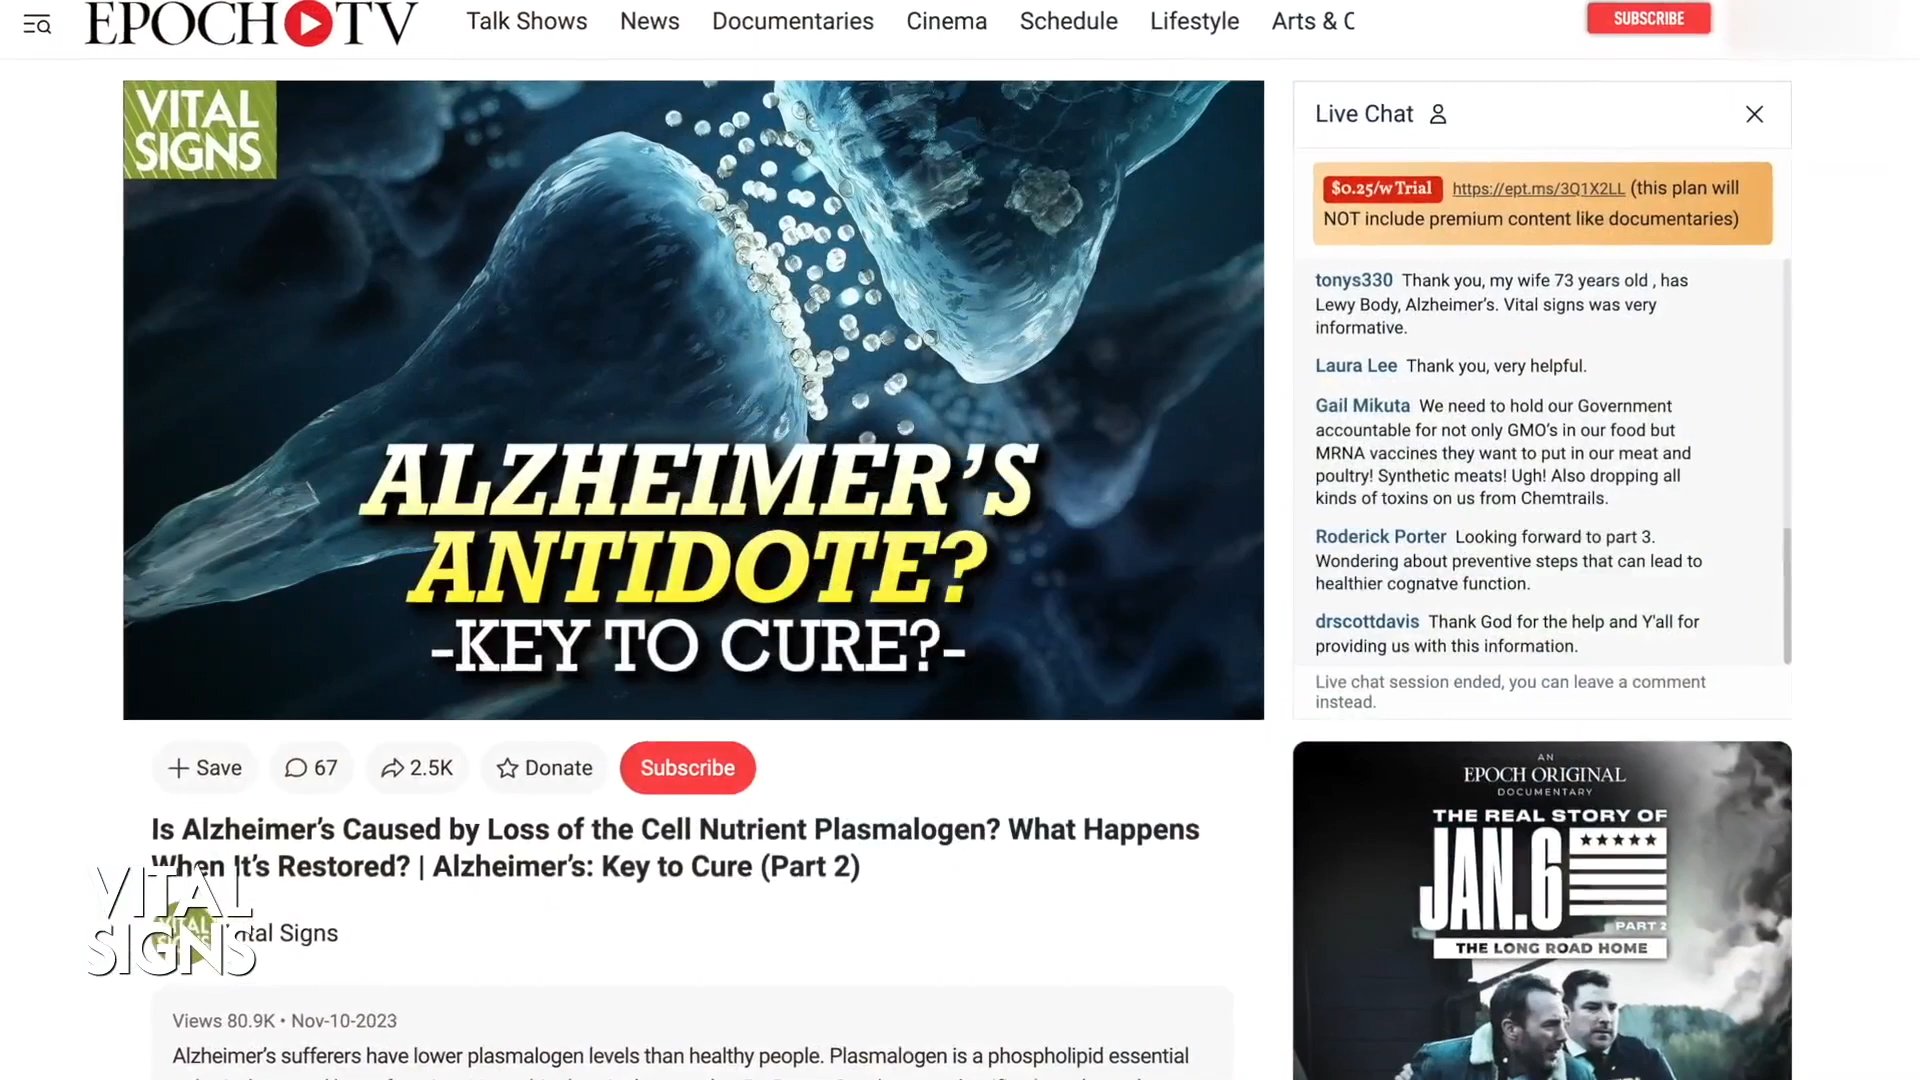 EPOCH TV
Talk Shows
News
Documentaries
Cinema
Schedule
Lifestyle
Arts & C
SUBSCRIBE
VITAL
SIGNS
ALZHEIMER'S
ANTIDOTE?
-KEY TO CURE?-
Live Chat
$0.25/w Trial https://ept.ms/3Q1X2LL (this plan will
NOT include premium content like documentaries)
tonys330 Thank you, my wife 73 years old , has
Lewy Body, Alzheimer's. Vital signs was very
informative.
Laura Lee Thank you, very helpful.
Gail Mikuta We need to hold our Government
accountable for not only GMO's in our food but
MRNA vaccines they want to put in our meat and
poultry! Synthetic meats! Ugh! Also dropping all
kinds of toxins on us from Chemtrails.
Roderick Porter Looking forward to part 3.
Wondering about preventive steps that can lead to
healthier cognatve function.
drscottdavis Thank God for the help and Y'all for
providing us with this information.
Live chat session ended, you can leave a comment
instead.
Save
67
2.5K
Donate
Subscribe
Is Alzheimer's Caused by Loss of the Cell Nutrient Plasmalogen? What Happens
When It's Restored? | Alzheimer's: Key to Cure (Part 2)
Vital Signs
VITAL
SIGNS
Views 80.9K • Nov-10-2023
Alzheimer's sufferers have lower plasmalogen levels than healthy people. Plasmalogen is a phospholipid essential
AN
EPOCH ORIGINAL
DOCUMENTARY
THE REAL STORY OF
JAN.6
PART 2
THE LONG ROAD HOME